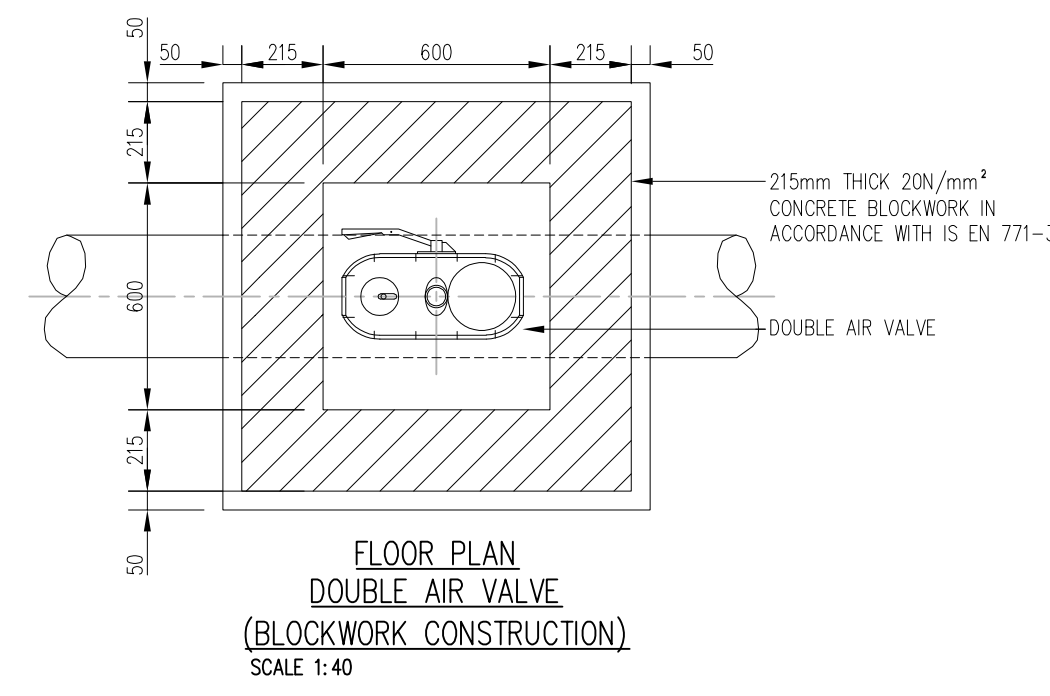 50
50
215
600
215
50
215
600
215
50
215mm THICK 20N/mm²
CONCRETE BLOCKWORK IN
ACCORDANCE WITH IS EN 771-3
DOUBLE AIR VALVE
FLOOR PLAN
DOUBLE AIR VALVE
(BLOCKWORK CONSTRUCTION)
SCALE 1:40